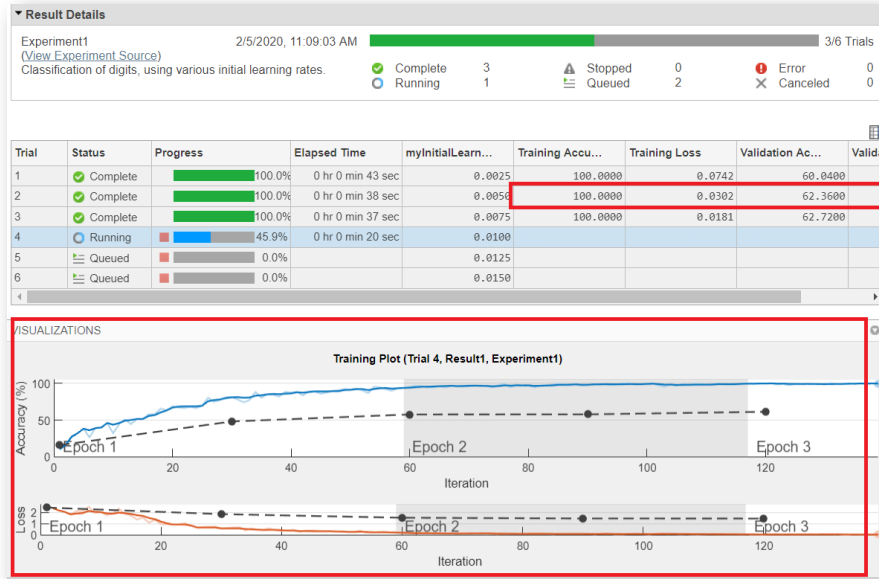 Result Details
Experiment1 2/5/2020, 11:09:03 AM 3/6 Trials
(View Experiment Source)
Classification of digits, using various initial learning rates.
Complete 3 Stopped 0 Error 0
Running 1 Queued 2 Canceled 0
Trial Status Progress Elapsed Time myInitialLearn... Training Accu... Training Loss Validation Ac... Valid
1 Complete 100.0% 0 hr 0 min 43 sec 0.0025 100.0000 0.0742 60.0400
2 Complete 100.0% 0 hr 0 min 38 sec 0.0050 100.0000 0.0302 62.3600
3 Complete 100.0% 0 hr 0 min 37 sec 0.0075 100.0000 0.0181 62.7200
4 Running 45.9% 0 hr 0 min 20 sec 0.0100
5 Queued 0.0% 0.0125
6 Queued 0.0% 0.0150
VISUALIZATIONS
Training Plot (Trial 4, Result1, Experiment1)
Accuracy (%)
100
50
0
Epoch 1 Epoch 2 Epoch 3
0 20 40 60 80 100 120
Iteration
Loss
2
1
0
Epoch 1 Epoch 2 Epoch 3
0 20 40 60 80 100 120
Iteration